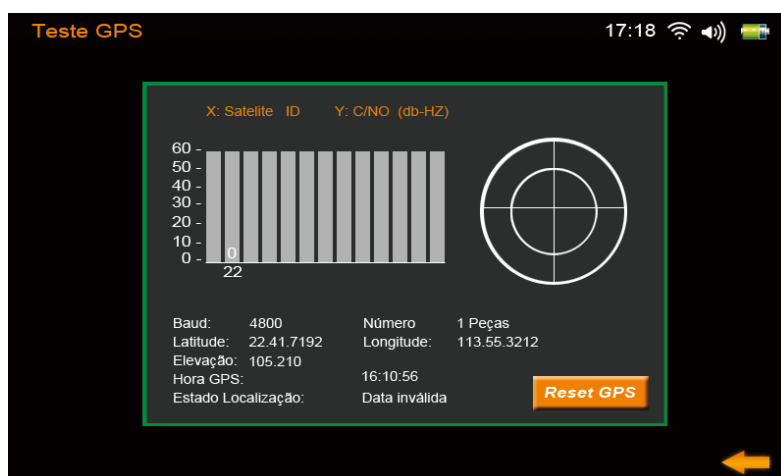 Teste GPS 17:18
X: Satelite ID Y: C/NO (db-HZ)
60 -
50 -
40 -
30 -
20 -
10 -
0 -
0
22
Baud: 4800 Número 1 Peças
Latitude: 22.41.7192 Longitude: 113.55.3212
Elevação: 105.210
Hora GPS: 16:10:56
Estado Localização: Data inválida
Reset GPS